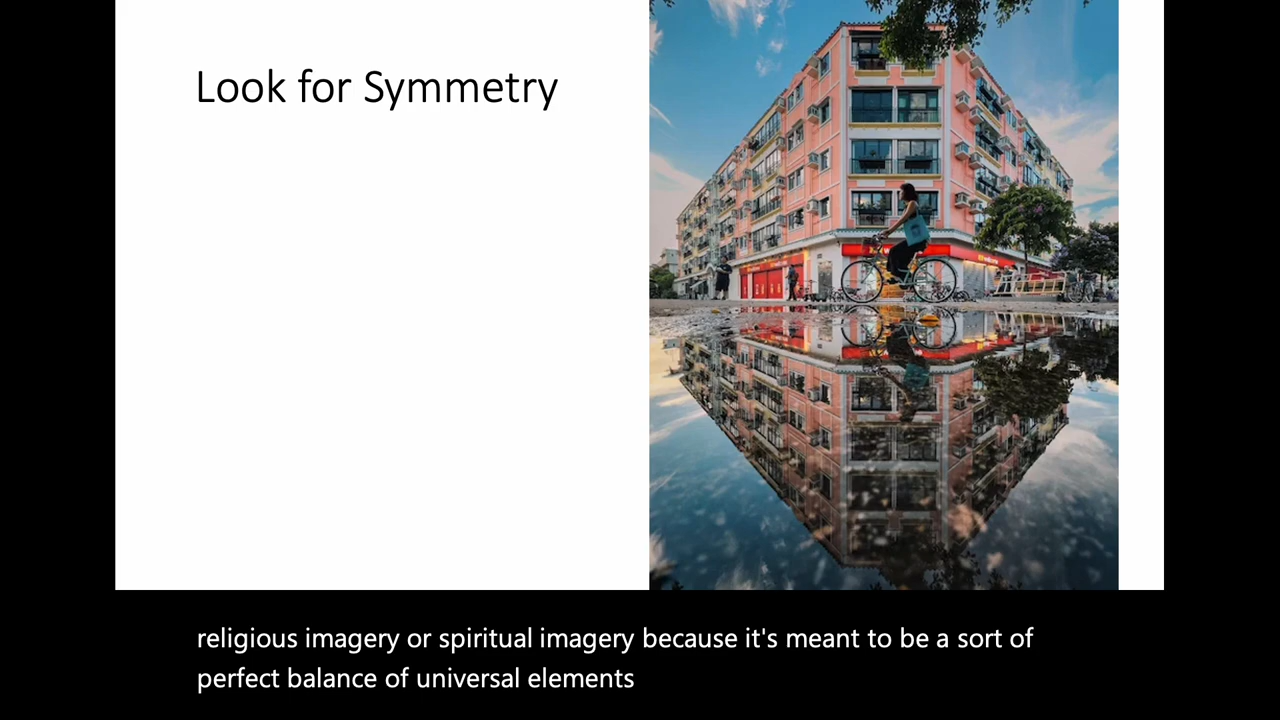 Look for Symmetry
religious imagery or spiritual imagery because it's meant to be a sort of
perfect balance of universal elements